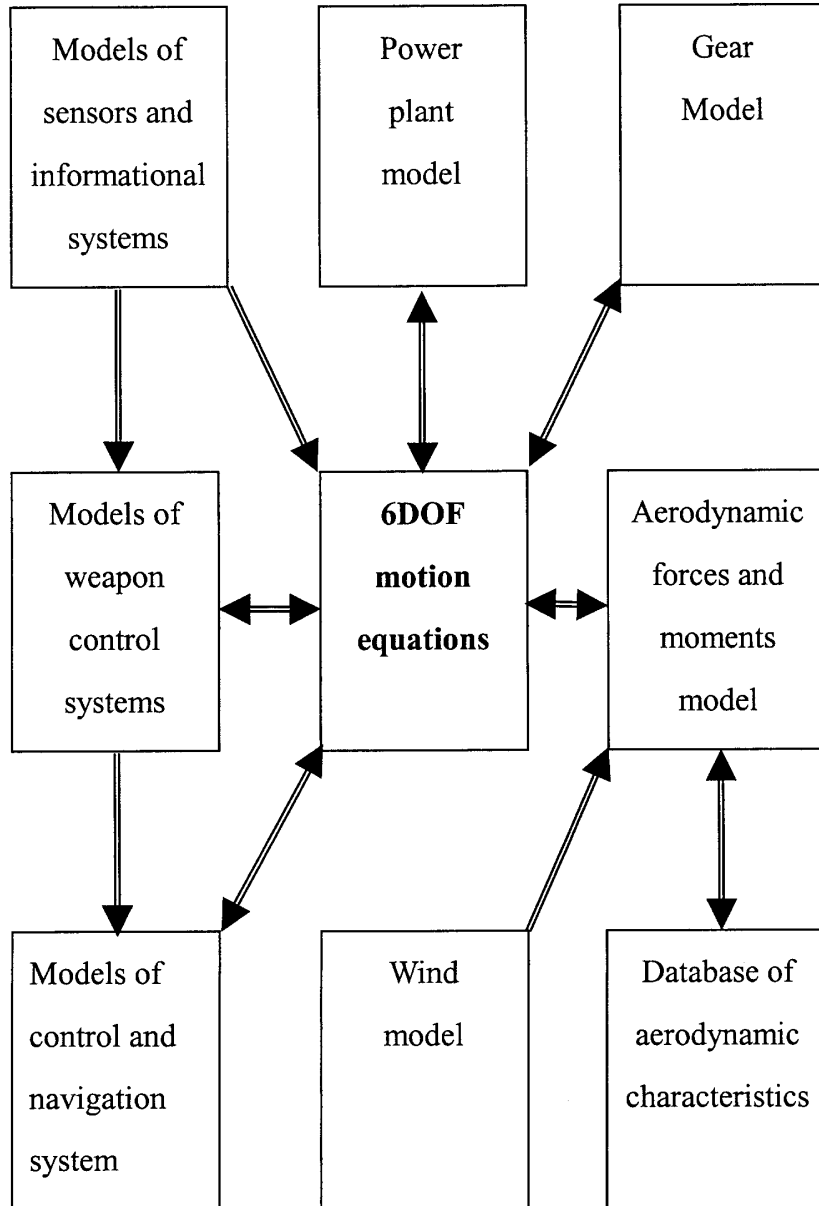 Models of
sensors and
informational
systems
Power
plant
model
Gear
Model
Models of
weapon
control
systems
6DOF
motion
equations
Aerodynamic
forces and
moments
model
Models of
control and
navigation
system
Wind
model
Database of
aerodynamic
characteristics